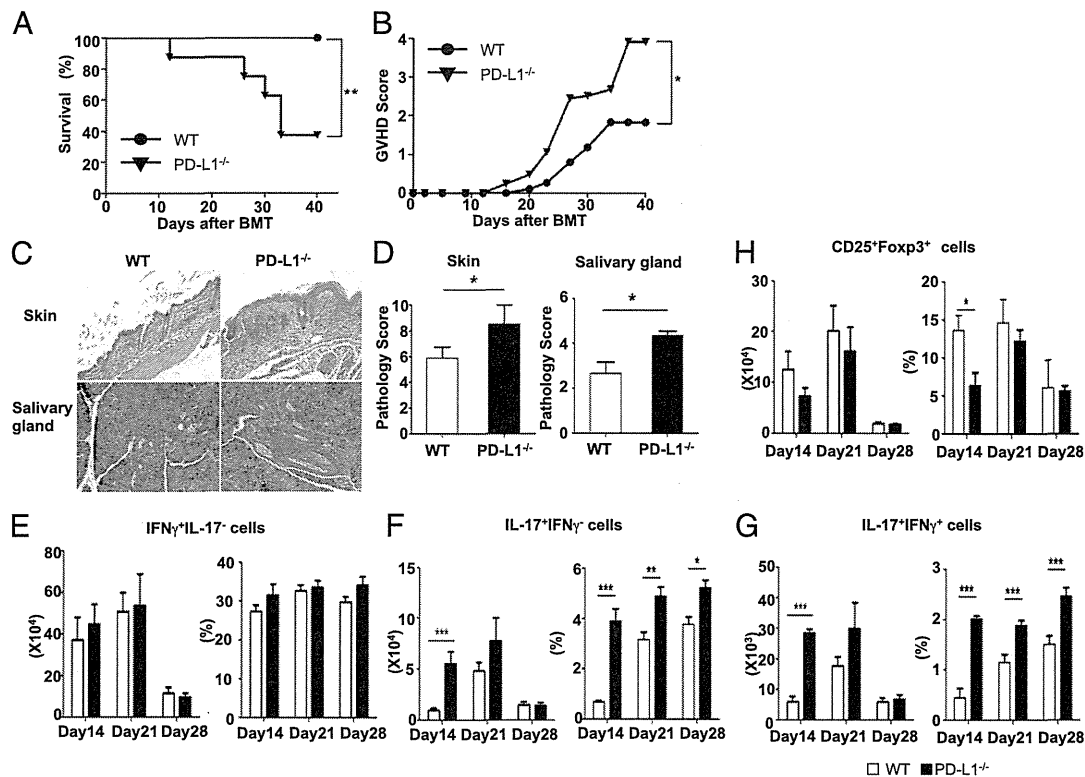 A
Survival (%)
100
80
60
40
20
0
0 10 20 30 40
Days after BMT
WT
PD-L1-/-
**
B
GVHD Score
4
3
2
1
0
0 10 20 30 40
Days after BMT
WT
PD-L1-/-
*
C
WT PD-L1-/-
Skin
Salivary
gland
D
Skin
*
Pathology Score
10
8
6
4
2
0
WT PD-L1-/-
Salivary gland
*
Pathology Score
6
4
2
0
WT PD-L1-/-
H
CD25+Foxp3+ cells
(X10⁴)
30
20
10
0
Day14 Day21 Day28
(%)
20
15
10
5
0
*
Day14 Day21 Day28
E
IFNγ+IL-17- cells
(X10⁴)
80
60
40
20
0
Day14 Day21 Day28
(%)
40
30
20
10
0
Day14 Day21 Day28
F
IL-17+IFNγ- cells
(X10⁴)
15
10
5
0
***
Day14 Day21 Day28
(%)
6
4
2
0
*** ** *
Day14 Day21 Day28
G
IL-17+IFNγ+ cells
(X10³)
50
40
30
20
10
0
***
Day14 Day21 Day28
(%)
3
2
1
0
*** *** ***
Day14 Day21 Day28
WT PD-L1-/-